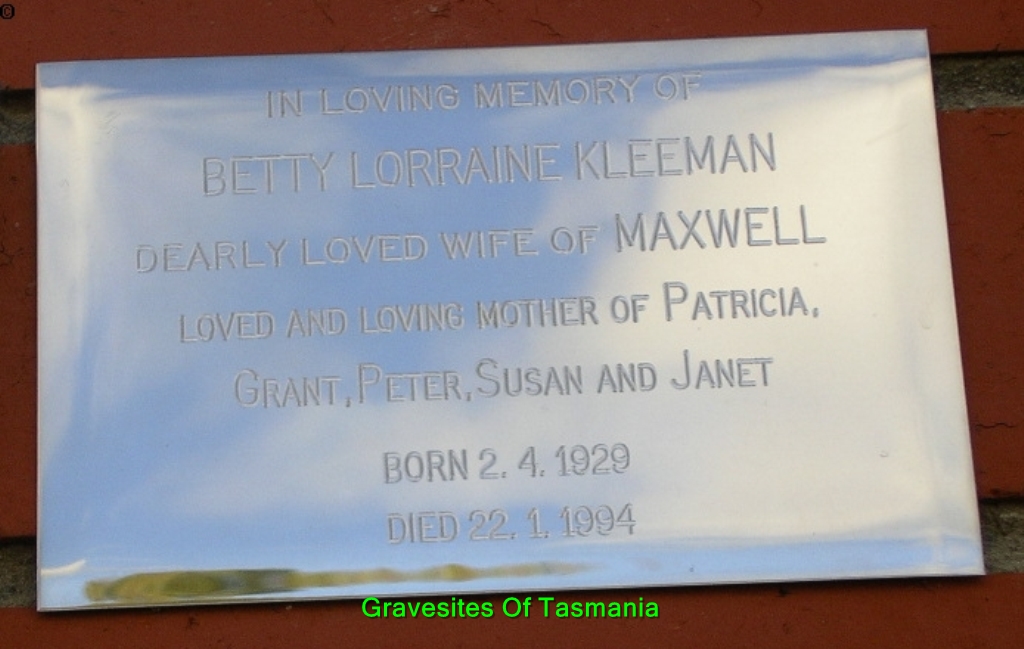 ©
IN LOVING MEMORY OF
BETTY LORRAINE KLEEMAN
DEARLY LOVED WIFE OF MAXWELL
LOVED AND LOVING MOTHER OF PATRICIA,
GRANT, PETER, SUSAN AND JANET
BORN 2. 4. 1929
DIED 22. 1. 1994
Gravesites Of Tasmania